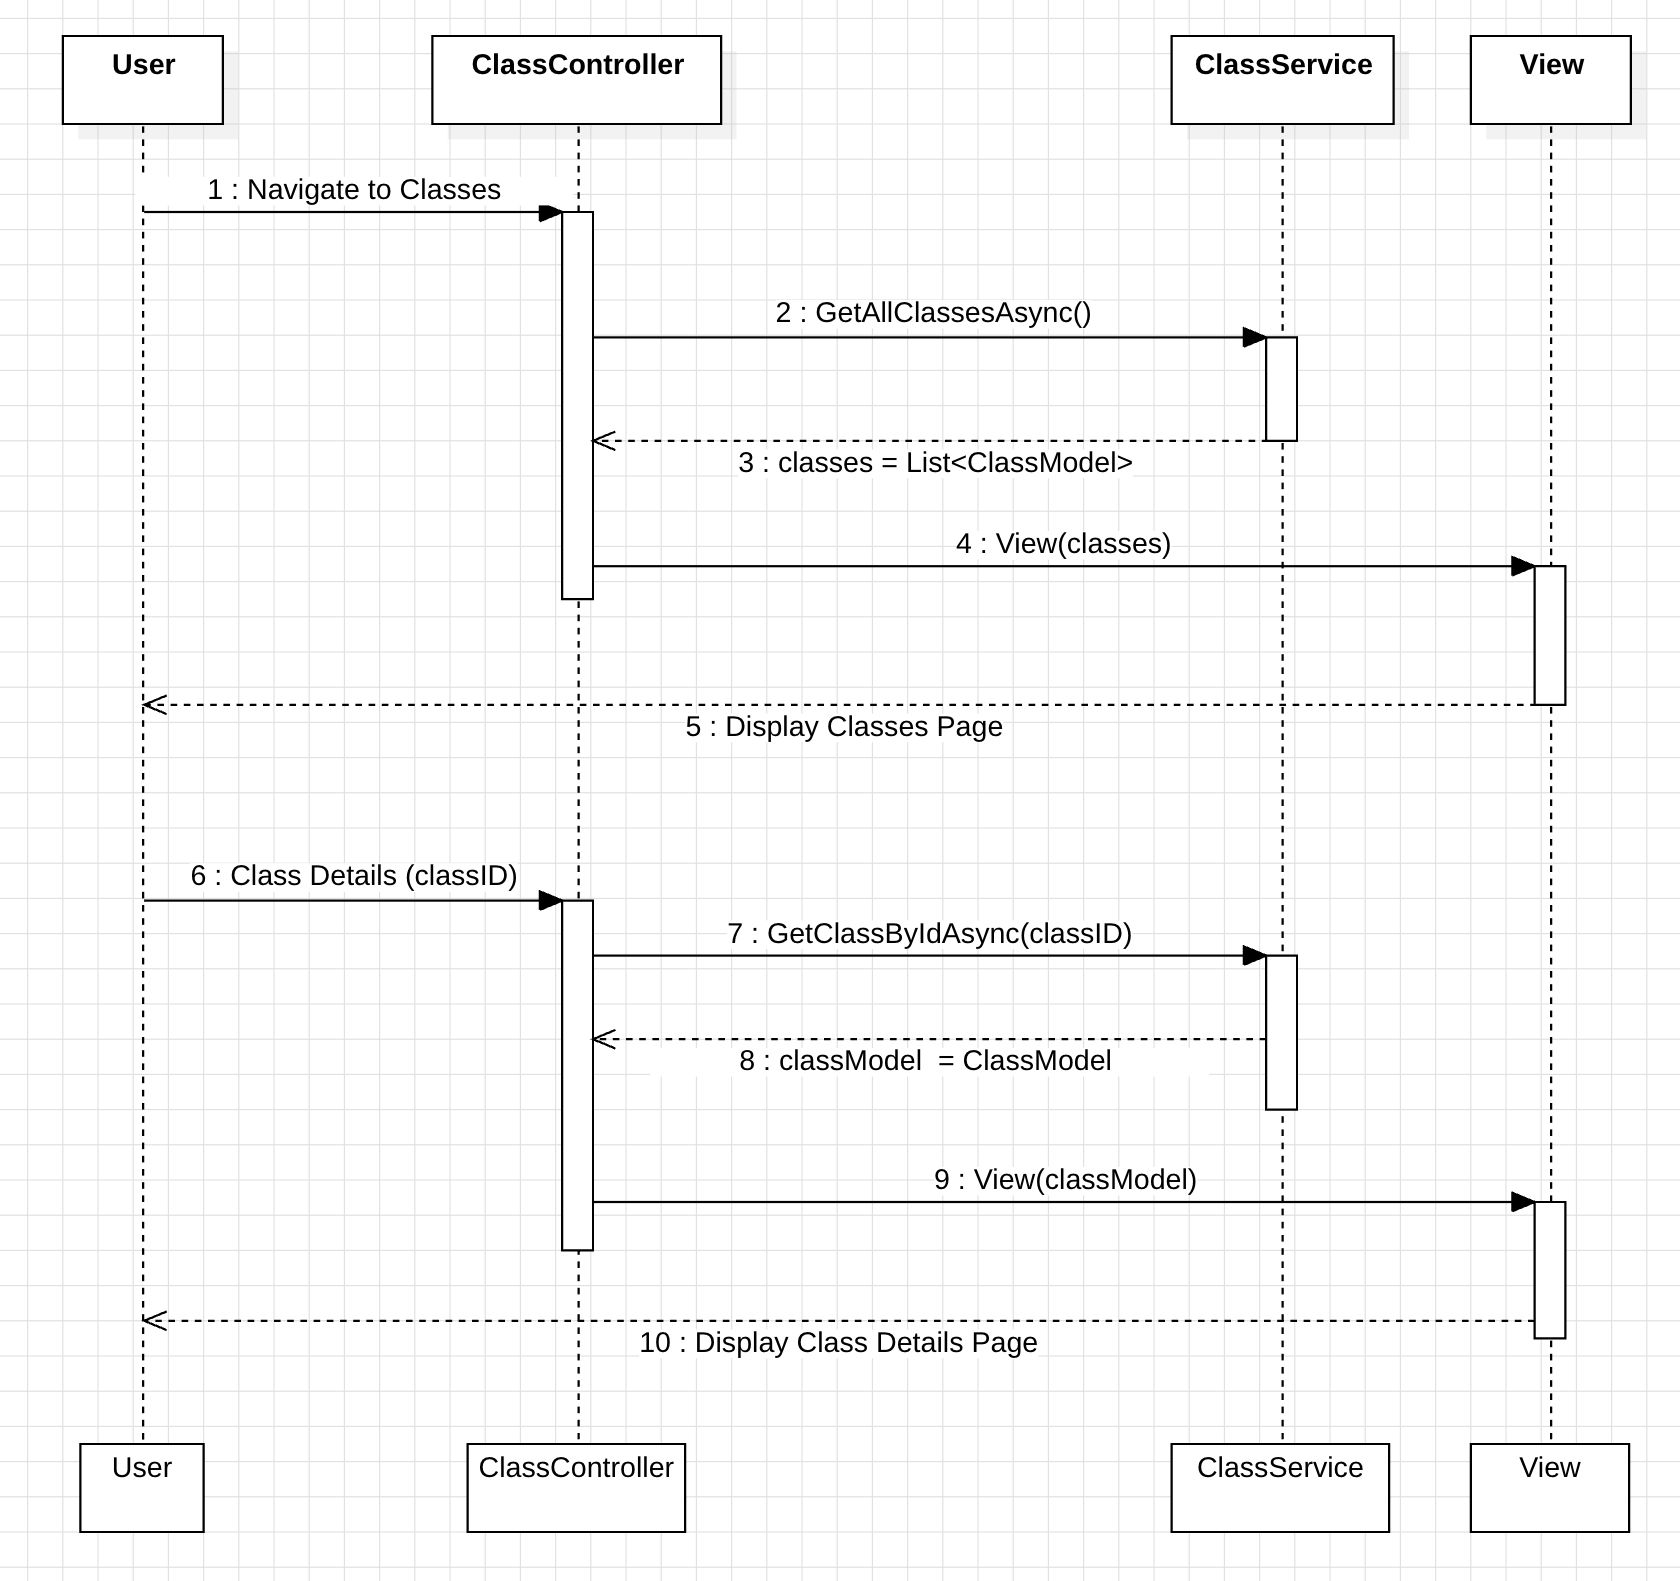 User
ClassController
ClassService
View
1 : Navigate to Classes
2 : GetAllClassesAsync()
3 : classes = List<ClassModel>
4 : View(classes)
5 : Display Classes Page
6 : Class Details (classID)
7 : GetClassByIdAsync(classID)
8 : classModel  = ClassModel
9 : View(classModel)
10 : Display Class Details Page
User
ClassController
ClassService
View